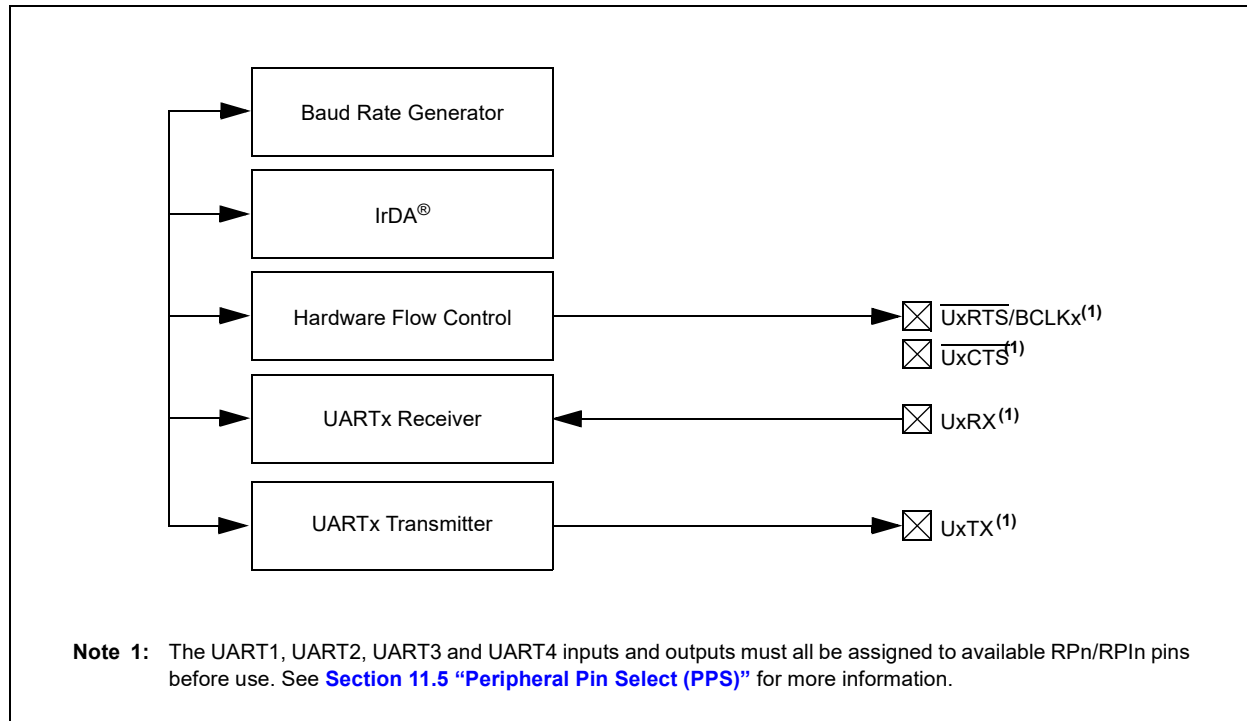 Baud Rate Generator
IrDA®
Hardware Flow Control
UxRTS/BCLKx(1)
UxCTS(1)
UARTx Receiver
UxRX(1)
UARTx Transmitter
UxTX(1)
Note 1: The UART1, UART2, UART3 and UART4 inputs and outputs must all be assigned to available RPn/RPIn pins
before use. See Section 11.5 “Peripheral Pin Select (PPS)” for more information.